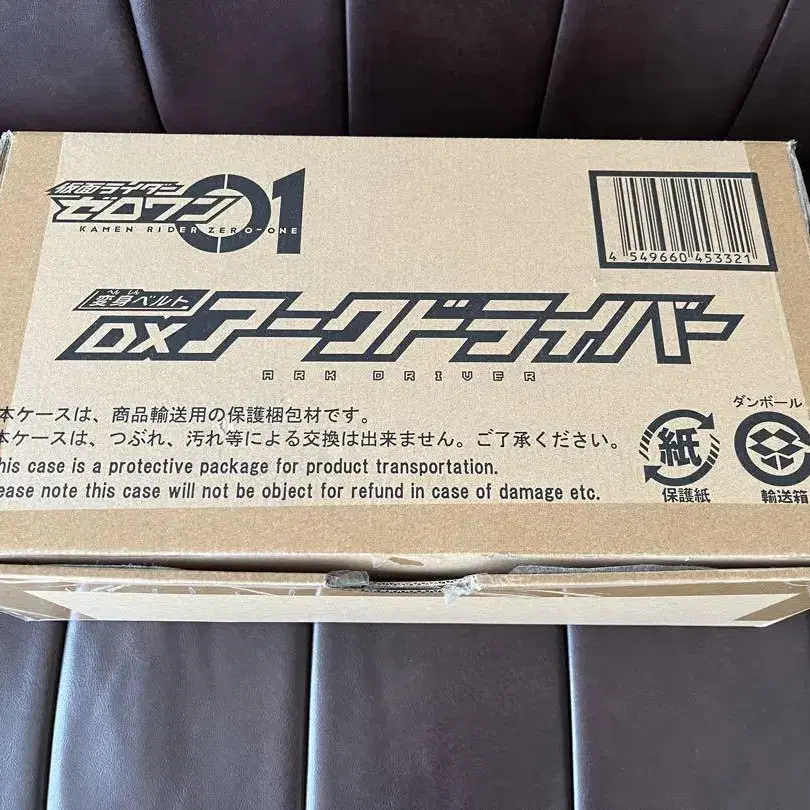 仮面ライダー
ゼロワン 01
KAMEN RIDER ZERO-ONE
4 549660 453321
へんしん
変身ベルト
DXアークドライバー
ARK DRIVER
本ケースは、商品輸送用の保護梱包材です。
本ケースは、つぶれ、汚れ等による交換は出来ません。ご了承ください。
his case is a protective package for product transportation.
ease note this case will not be object for refund in case of damage etc.
紙
保護紙
ダンボール
輸送箱